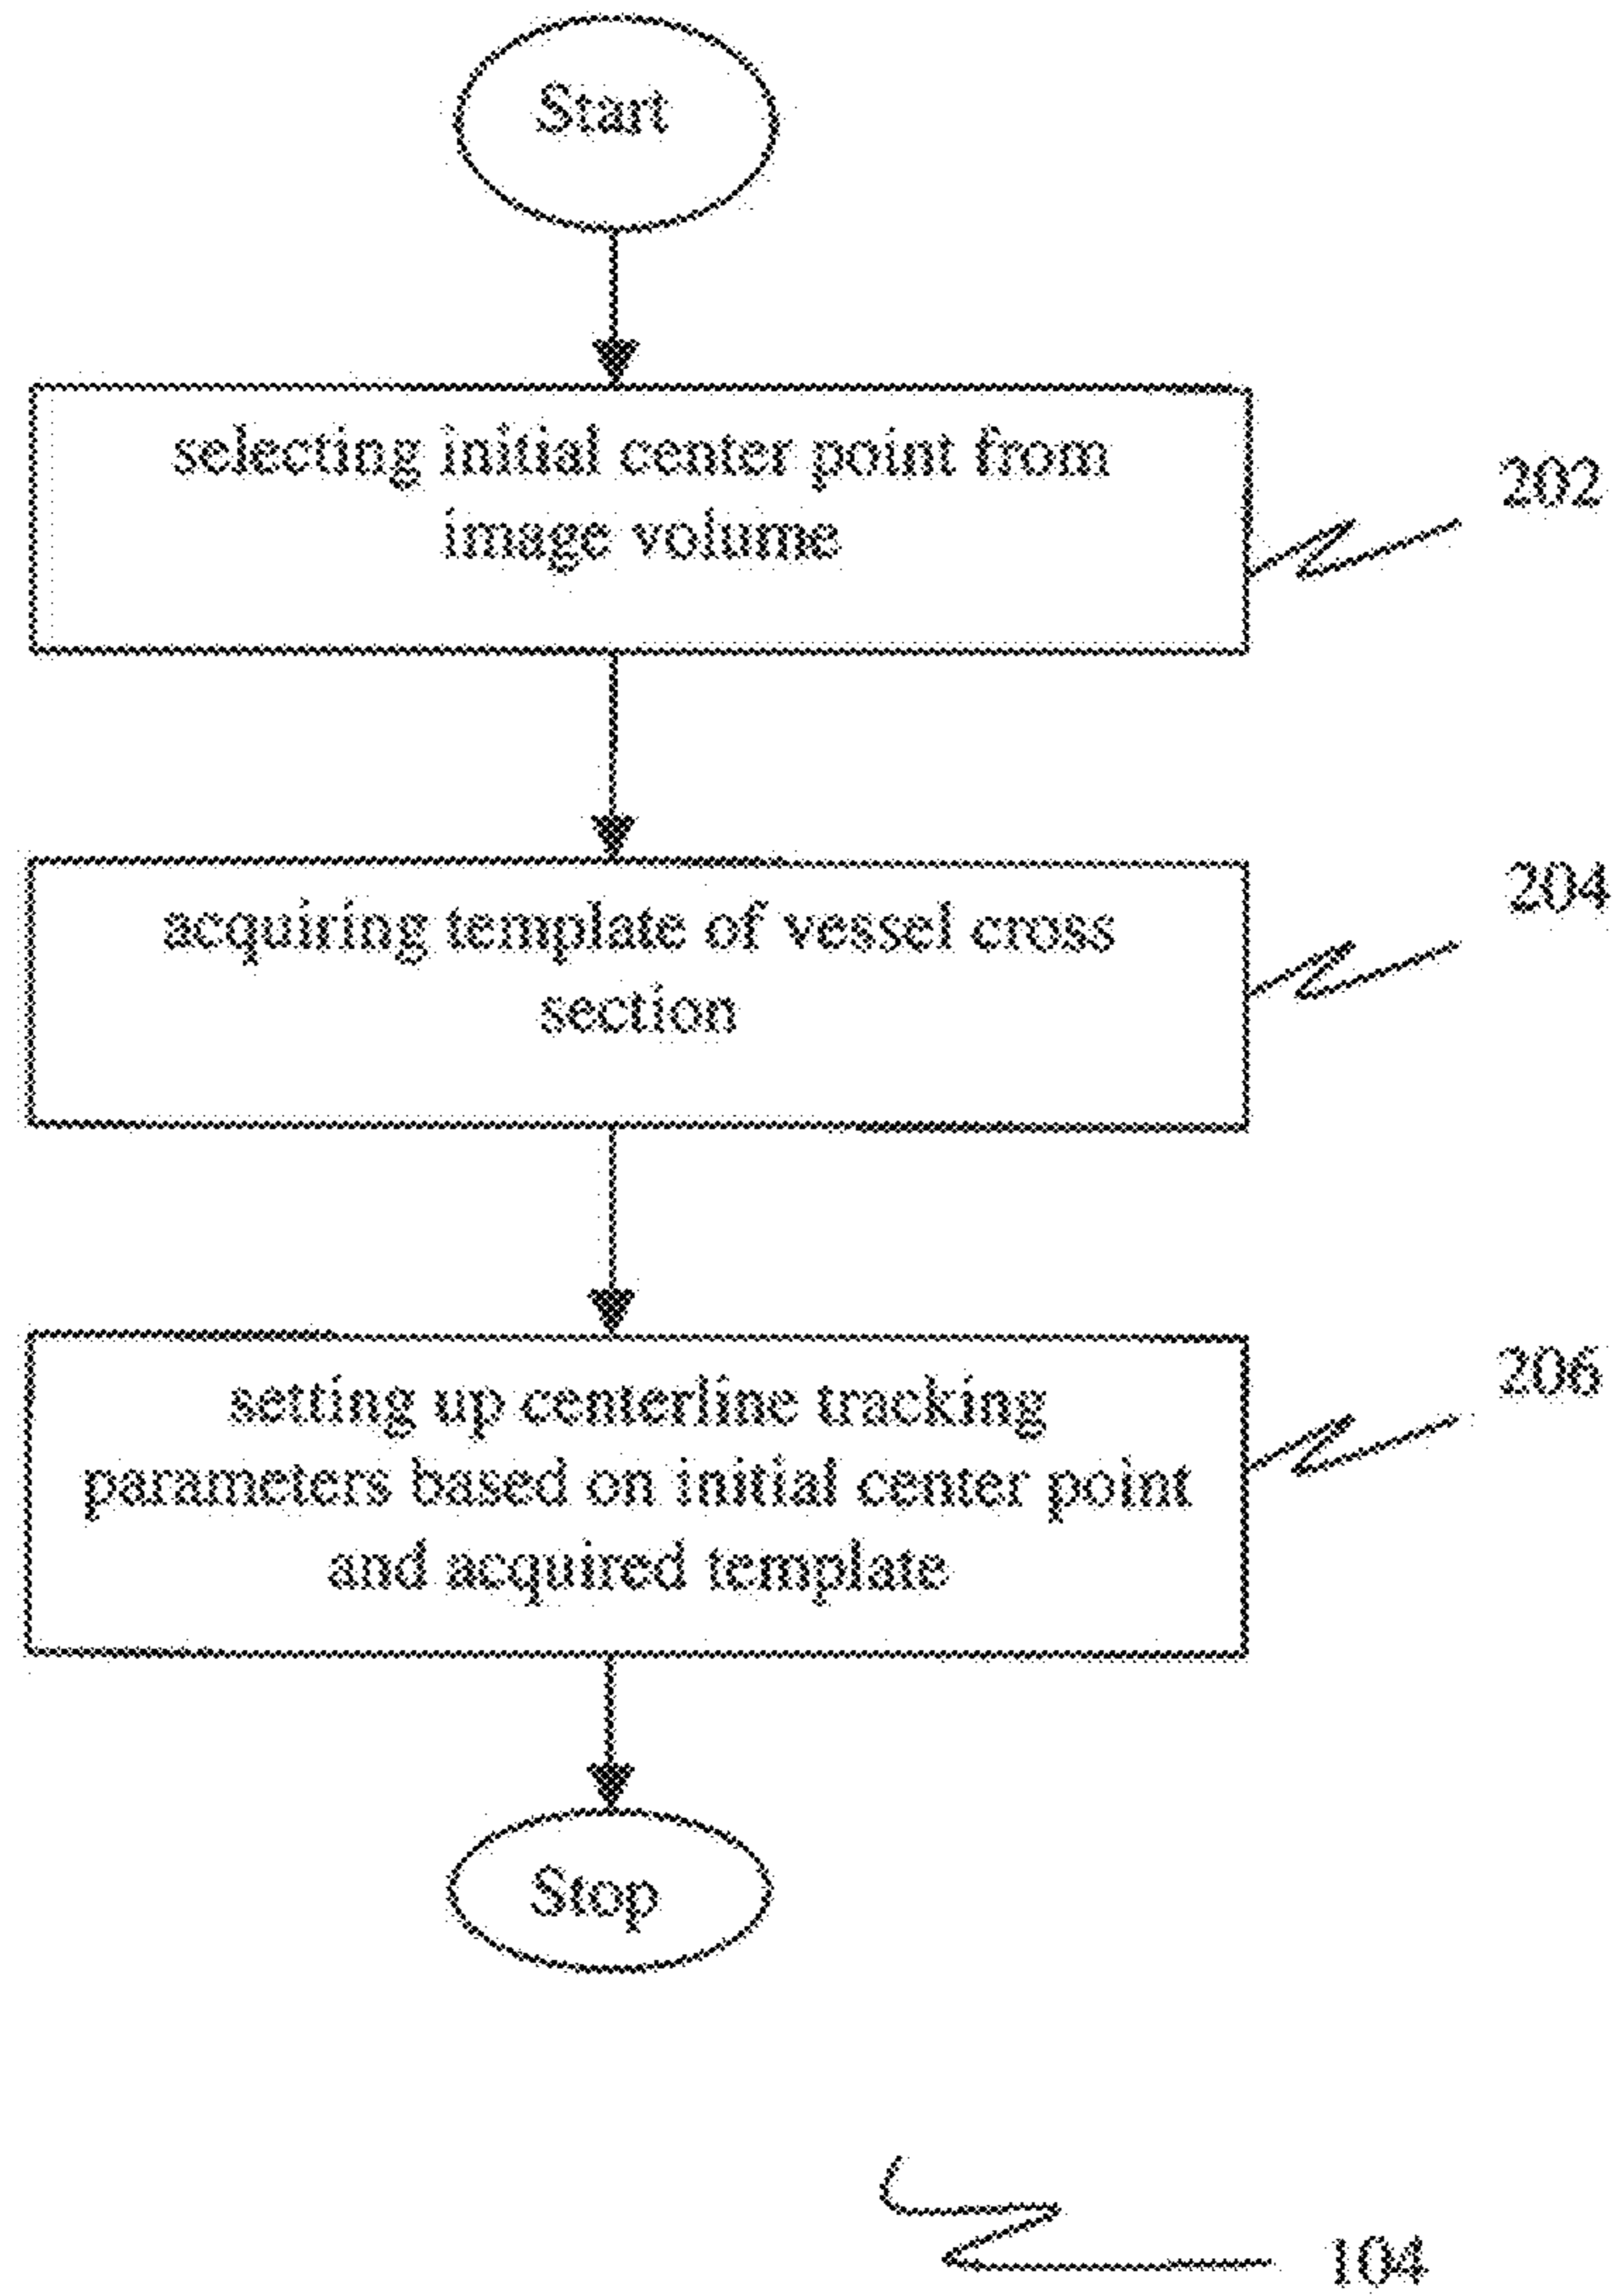 Start
selecting initial center point from
image volume
202
acquiring template of vessel cross
section
204
setting up centerline tracking
parameters based on initial center point
and acquired template
206
Stop
104